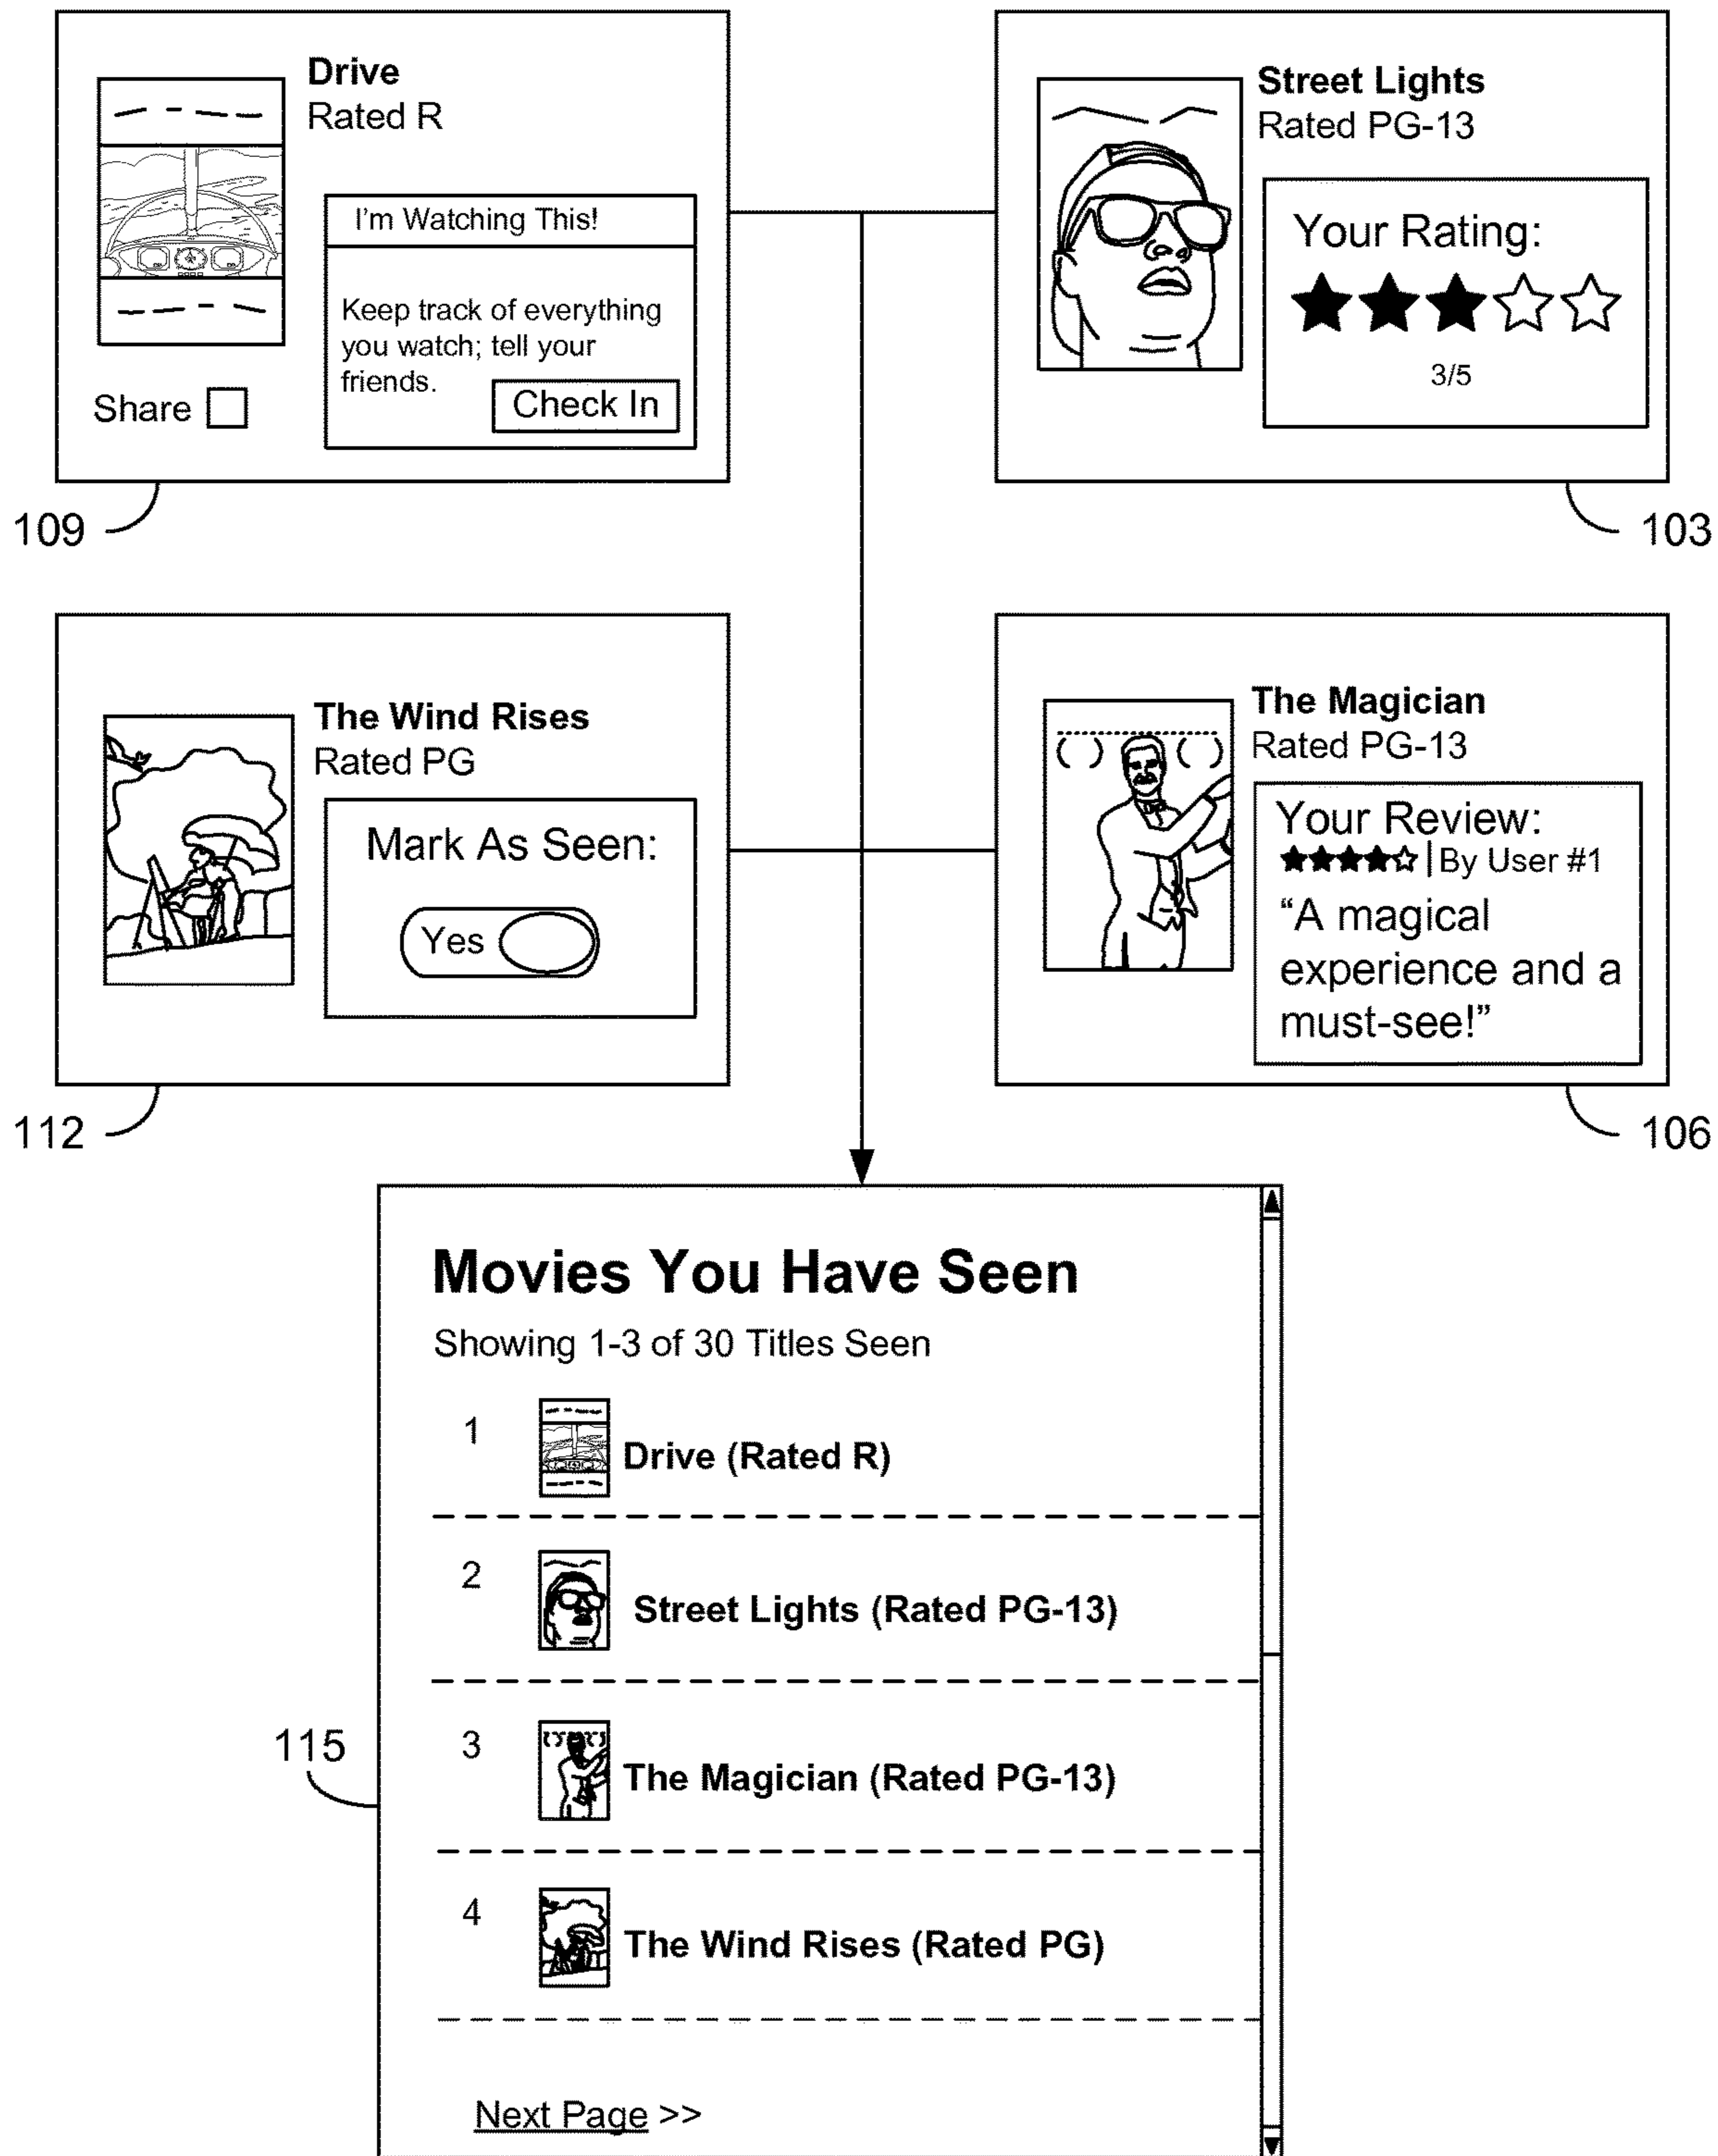 Drive
Rated R
I'm Watching This!
Keep track of everything
you watch; tell your
friends.
Check In
Share
109
Street Lights
Rated PG-13
Your Rating:
3/5
103
The Wind Rises
Rated PG
Mark As Seen:
Yes
112
The Magician
Rated PG-13
Your Review:
|By User #1
“A magical
experience and a
must-see!”
106
Movies You Have Seen
Showing 1-3 of 30 Titles Seen
1
Drive (Rated R)
2
Street Lights (Rated PG-13)
3
The Magician (Rated PG-13)
4
The Wind Rises (Rated PG)
Next Page >>
115